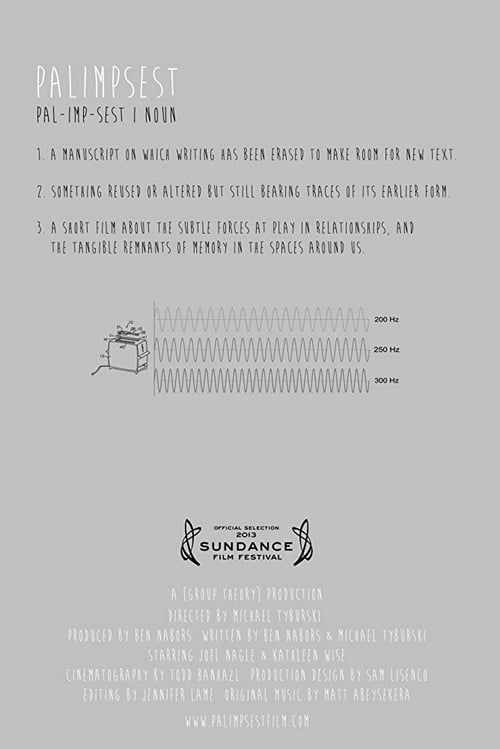 PALIMPSEST
PAL-IMP-SEST | NOUN
1. A MANUSCRIPT ON WHICH WRITING HAS BEEN ERASED TO MAKE ROOM FOR NEW TEXT.
2. SOMETHING REUSED OR ALTERED BUT STILL BEARING TRACES OF ITS EARLIER FORM.
3. A SHORT FILM ABOUT THE SUBTLE FORCES AT PLAY IN RELATIONSHIPS, AND
THE TANGIBLE REMNANTS OF MEMORY IN THE SPACES AROUND US.
200 Hz
250 Hz
300 Hz
OFFICIAL SELECTION
2013
SUNDANCE
FILM FESTIVAL
A [GROUP THEORY] PRODUCTION
DIRECTED BY MICHAEL TYBURSKI
PRODUCED BY BEN NABORS WRITTEN BY BEN NABORS & MICHAEL TYBURSKI
STARRING JOEL NAGLE & KATHLEEN WISE
CINEMATOGRAPHY BY TODD BANHAZL PRODUCTION DESIGN BY SAM LISENCO
EDITING BY JENNIFER LAME ORIGINAL MUSIC BY MATT ABEYSEKERA
WWW.PALIMPSESTFILM.COM